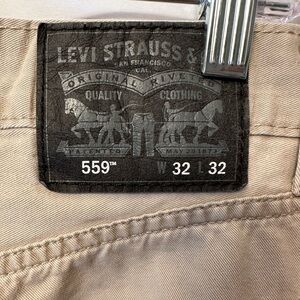 LEVI STRAUSS &
SAN FRANCISCO
CAL
ORIGINAL RIVETED
QUALITY CLOTHING
PATENTED MAY 20 1873
559™ W 32 L 32